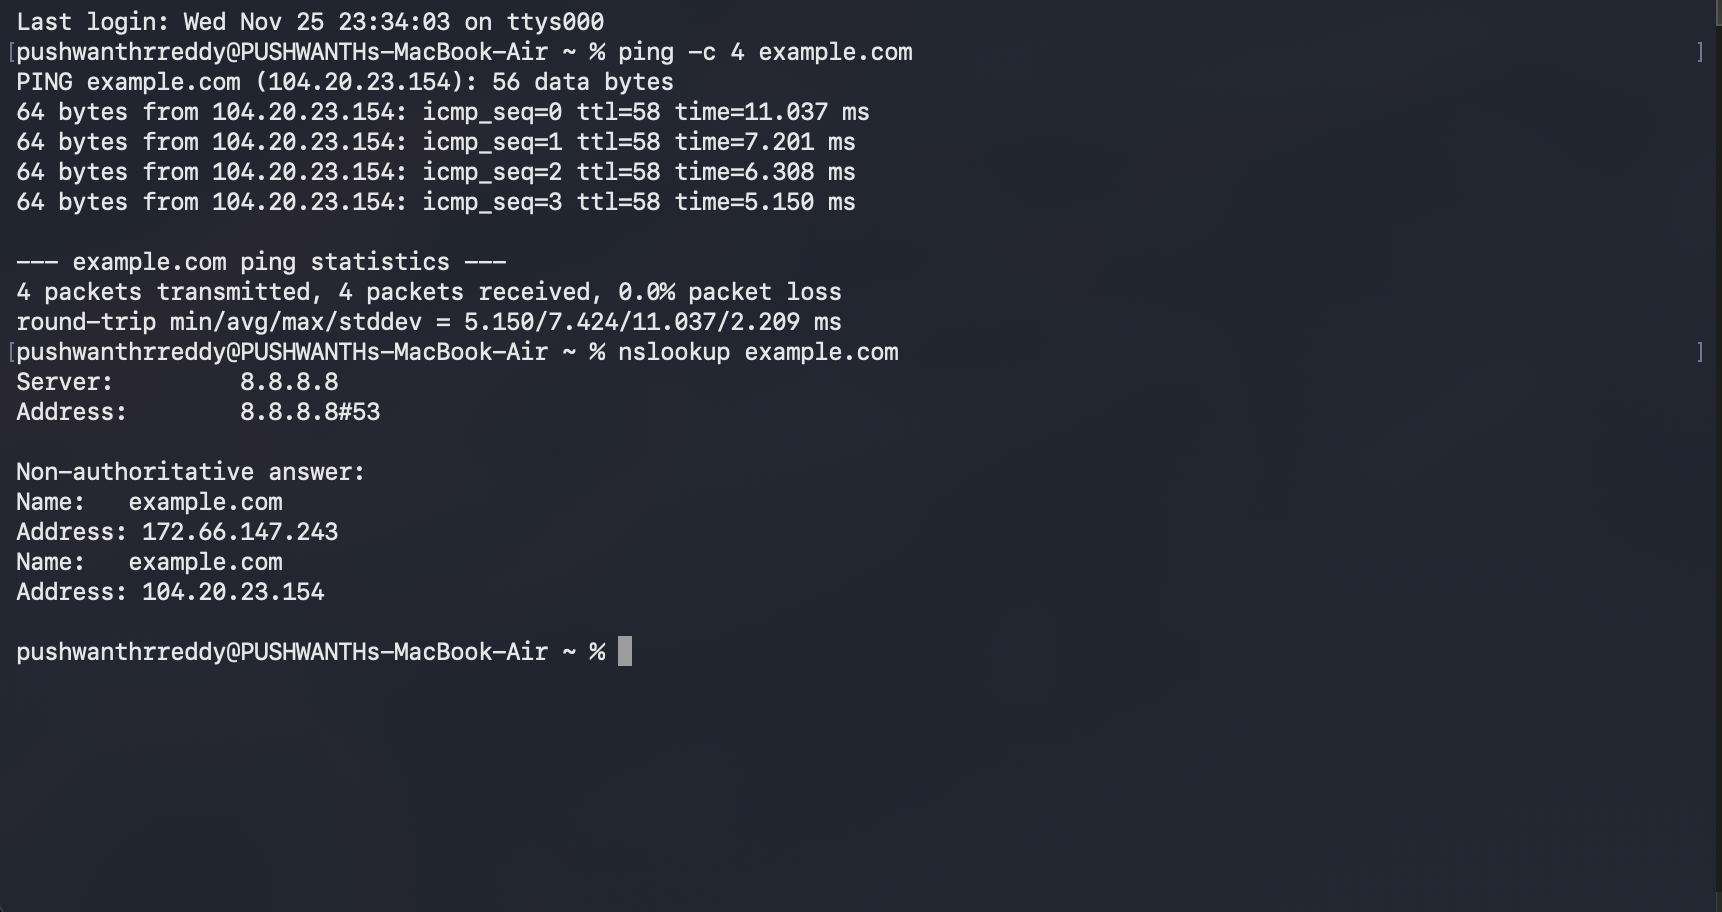 Last login: Wed Nov 25 23:34:03 on ttys000
[pushwanthrreddy@PUSHWANTHs-MacBook-Air ~ % ping -c 4 example.com ]
PING example.com (104.20.23.154): 56 data bytes
64 bytes from 104.20.23.154: icmp_seq=0 ttl=58 time=11.037 ms
64 bytes from 104.20.23.154: icmp_seq=1 ttl=58 time=7.201 ms
64 bytes from 104.20.23.154: icmp_seq=2 ttl=58 time=6.308 ms
64 bytes from 104.20.23.154: icmp_seq=3 ttl=58 time=5.150 ms
--- example.com ping statistics ---
4 packets transmitted, 4 packets received, 0.0% packet loss
round-trip min/avg/max/stddev = 5.150/7.424/11.037/2.209 ms
[pushwanthrreddy@PUSHWANTHs-MacBook-Air ~ % nslookup example.com ]
Server: 8.8.8.8
Address: 8.8.8.8#53
Non-authoritative answer:
Name: example.com
Address: 172.66.147.243
Name: example.com
Address: 104.20.23.154
pushwanthrreddy@PUSHWANTHs-MacBook-Air ~ %